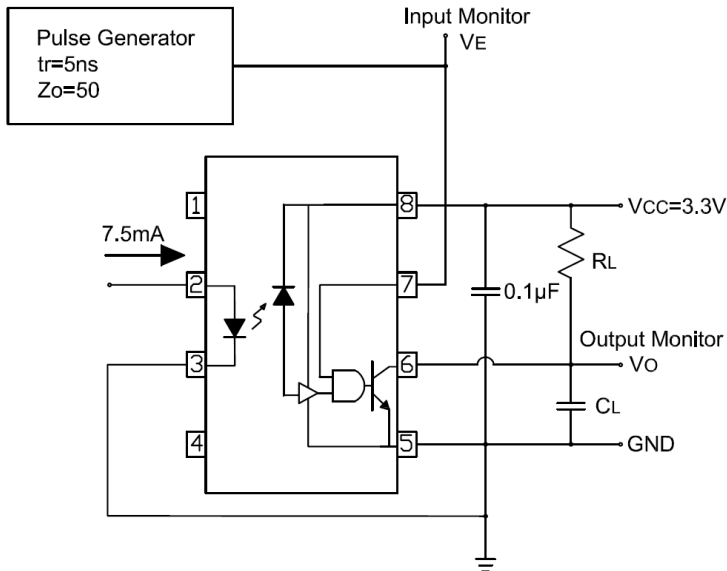 Pulse Generator
tr=5ns
Zo=50
Input Monitor
VE
1
8
VCC=3.3V
7.5mA
RL
2
7
0.1µF
Output Monitor
3
6
VO
CL
4
5
GND